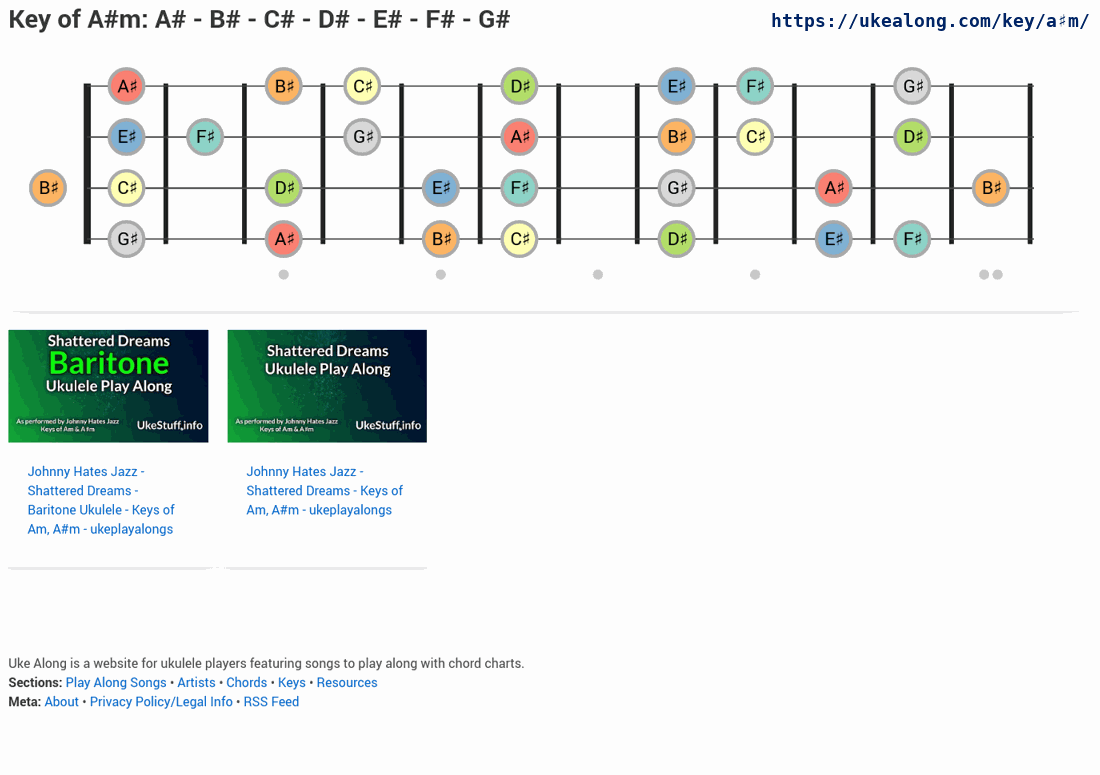 Key of A#m: A# - B# - C# - D# - E# - F# - G#
https://ukealong.com/key/a♯m/
A♯ B♯ C♯ D♯ E♯ F♯ G♯
E♯ F♯ G♯ A♯ B♯ C♯ D♯
B♯ C♯ D♯ E♯ F♯ G♯ A♯ B♯
G♯ A♯ B♯ C♯ D♯ E♯ F♯
Shattered Dreams
Baritone
Ukulele Play Along
As performed by Johnny Hates Jazz
Keys of Am & A#m
UkeStuff.info
Shattered Dreams
Ukulele Play Along
As performed by Johnny Hates Jazz
Keys of Am & A#m
UkeStuff.info
Johnny Hates Jazz -
Shattered Dreams -
Baritone Ukulele - Keys of
Am, A#m - ukeplayalongs
Johnny Hates Jazz -
Shattered Dreams - Keys of
Am, A#m - ukeplayalongs
Uke Along is a website for ukulele players featuring songs to play along with chord charts.
Sections: Play Along Songs • Artists • Chords • Keys • Resources
Meta: About • Privacy Policy/Legal Info • RSS Feed